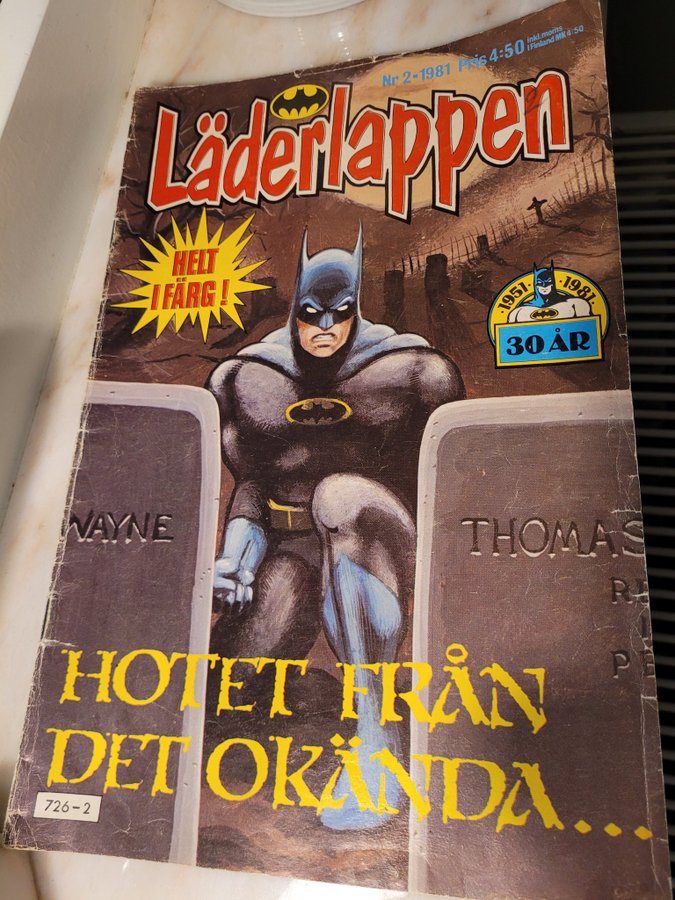 Nr 2-1981 Pris 4:50 inkl. moms
i Finland MK 4:50
Läderlappen
HELT
I FÄRG!
1951 · 1981
30 ÅR
WAYNE
THOMAS
R
I
PE
HOTET FRÅN
DET OKÄNDA...
726-2